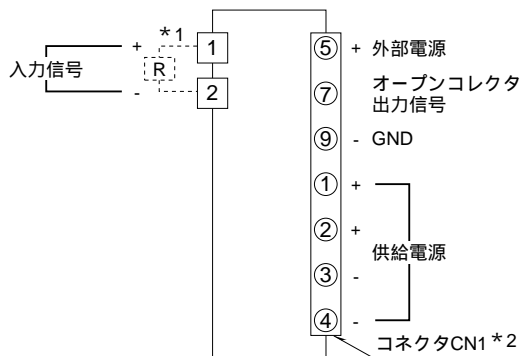 *1
+
入力信号
R
-
1
2
⑤ + 外部電源
⑦ オープンコレクタ
出力信号
⑨ - GND
① +
② +
供給電源
③ -
④ -
コネクタCN1 *2